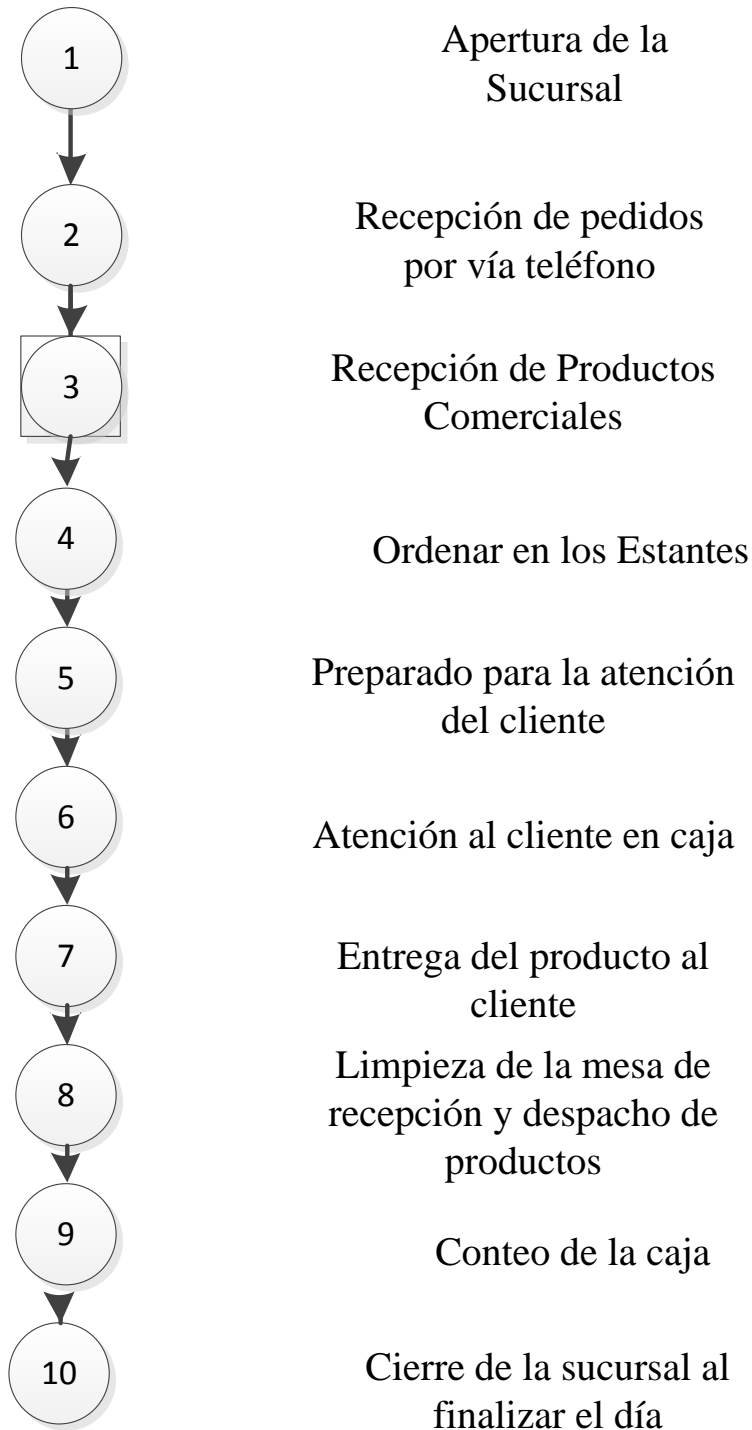 1
Apertura de la
Sucursal
2
Recepción de pedidos
por vía teléfono
3
Recepción de Productos
Comerciales
4
Ordenar en los Estantes
5
Preparado para la atención
del cliente
6
Atención al cliente en caja
7
Entrega del producto al
cliente
8
Limpieza de la mesa de
recepción y despacho de
productos
9
Conteo de la caja
10
Cierre de la sucursal al
finalizar el día